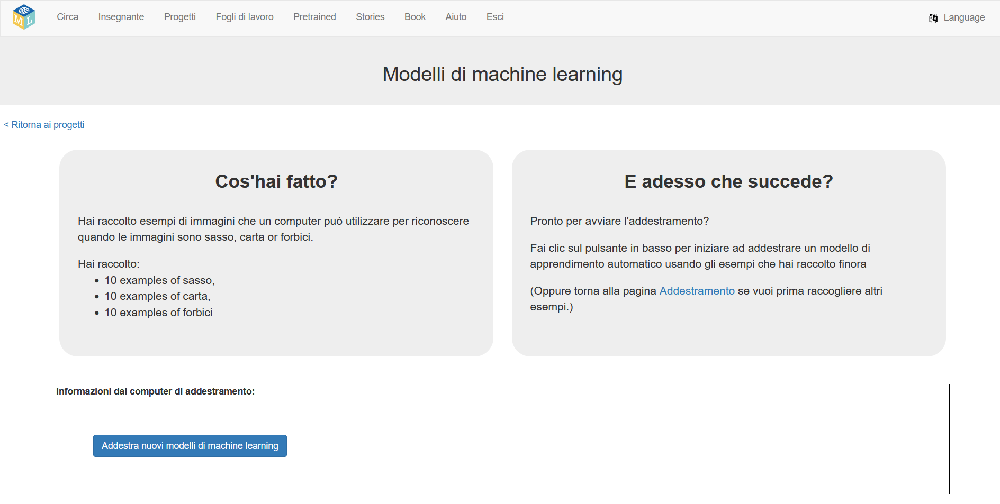 M L
Circa Insegnante Progetti Fogli di lavoro Pretrained Stories Book Aiuto Esci Language
Modelli di machine learning
< Ritorna ai progetti
Cos'hai fatto?
Hai raccolto esempi di immagini che un computer può utilizzare per riconoscere
quando le immagini sono sasso, carta or forbici.
Hai raccolto:
• 10 examples of sasso,
• 10 examples of carta,
• 10 examples of forbici
E adesso che succede?
Pronto per avviare l'addestramento?
Fai clic sul pulsante in basso per iniziare ad addestrare un modello di
apprendimento automatico usando gli esempi che hai raccolto finora
(Oppure torna alla pagina Addestramento se vuoi prima raccogliere altri
esempi.)
Informazioni dal computer di addestramento:
Addestra nuovi modelli di machine learning